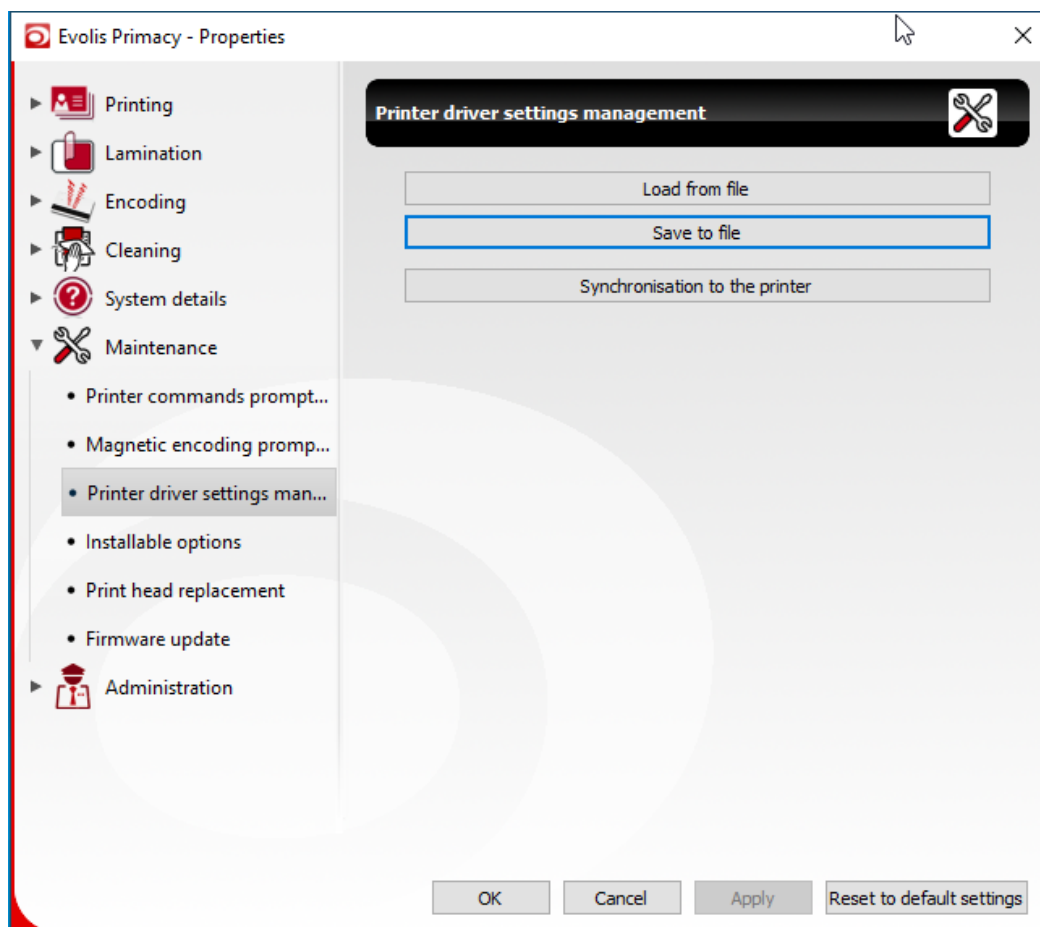 Evolis Primacy - Properties
Printing
Lamination
Encoding
Cleaning
System details
Maintenance
Printer commands prompt...
Magnetic encoding promp...
Printer driver settings man...
Installable options
Print head replacement
Firmware update
Administration
Printer driver settings management
Load from file
Save to file
Synchronisation to the printer
OK
Cancel
Apply
Reset to default settings